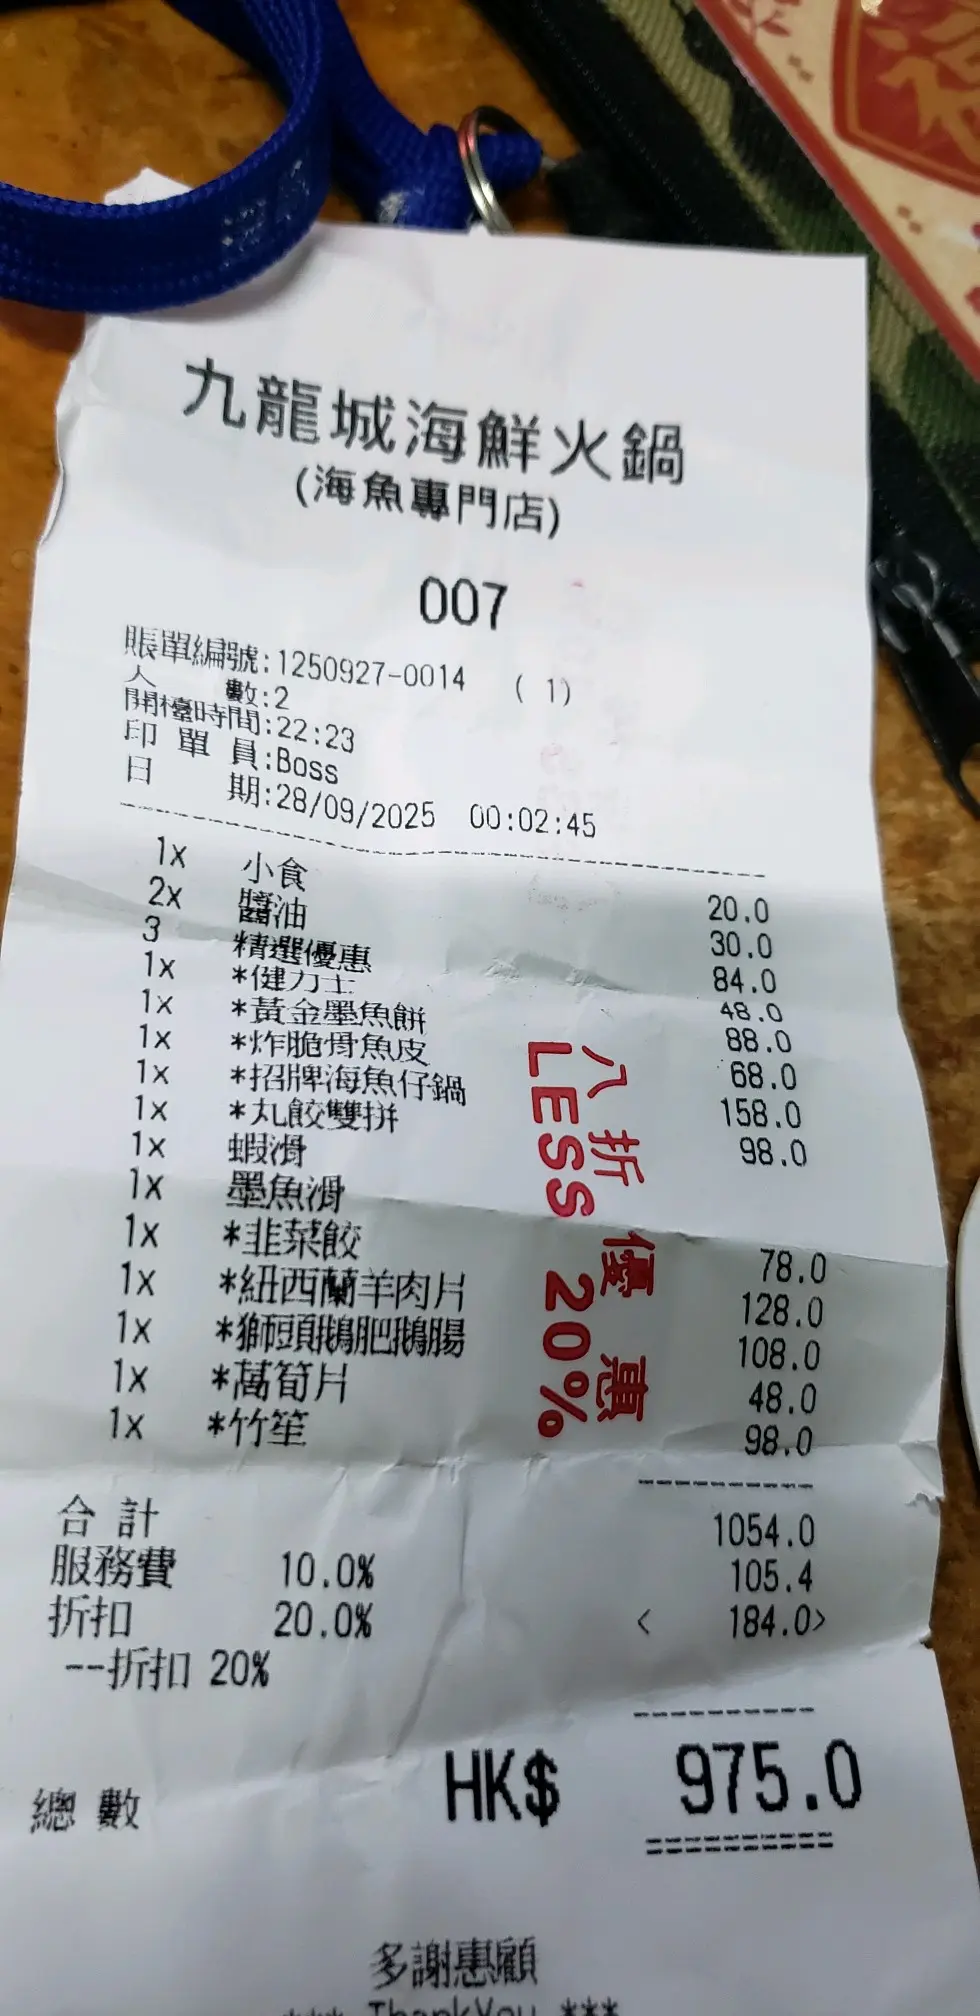 九龍城海鮮火鍋
(海魚專門店)
007
賬單編號:1250927-0014 ( 1)
人 數:2
開檯時間:22:23
印 單 員:Boss
日 期:28/09/2025 00:02:45
1x 小食 20.0
2x 醬油 30.0
3 精選優惠 84.0
1x *健力士 48.0
1x *黃金墨魚餅 88.0
1x *炸脆骨魚皮 68.0
1x *招牌海魚仔鍋 158.0
1x *丸餃雙拼 98.0
1x 蝦滑
1x 墨魚滑
1x *韭菜餃 78.0
1x *紐西蘭羊肉片 128.0
1x *獅頭鵝肥鵝腸 108.0
1x *萵筍片 48.0
1x *竹笙 98.0
八折優惠
LESS 20%
合 計 1054.0
服務費 10.0% 105.4
折扣 20.0% < 184.0>
--折扣 20%
總 數 HK$ 975.0
多謝惠顧
*** ThankYou ***